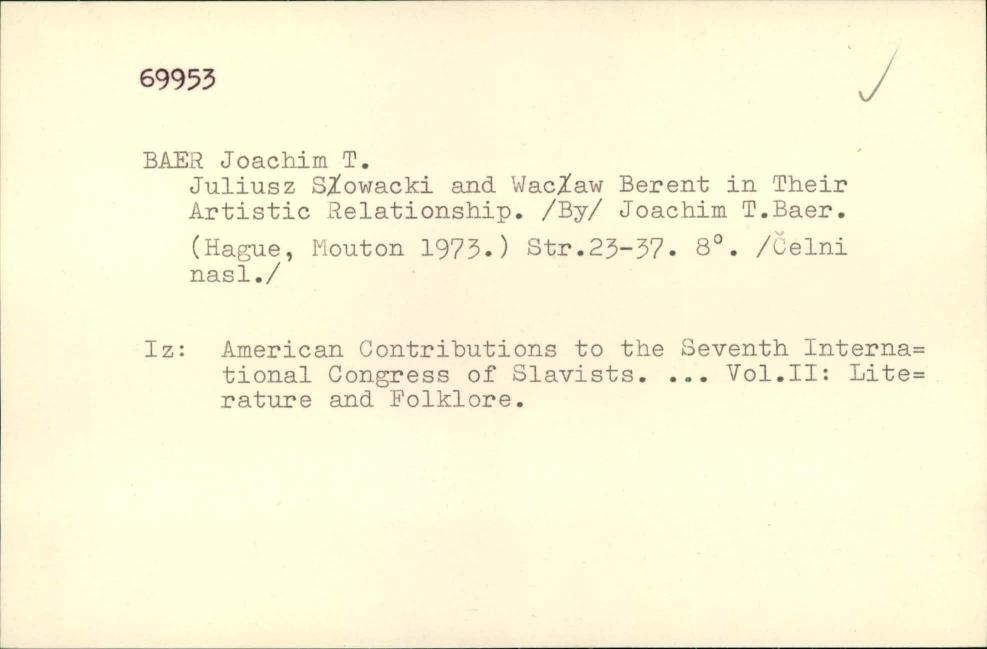 69953
BAER Joachim T.
Juliusz Słowacki and Wacław Berent in Their
Artistic Relationship. /By/ Joachim T.Baer.
(Hague, Mouton 1973.) Str.23-37. 8°. /Čelni
nasl./
Iz: American Contributions to the Seventh Interna=
tional Congress of Slavists. ... Vol.II: Lite=
rature and Folklore.